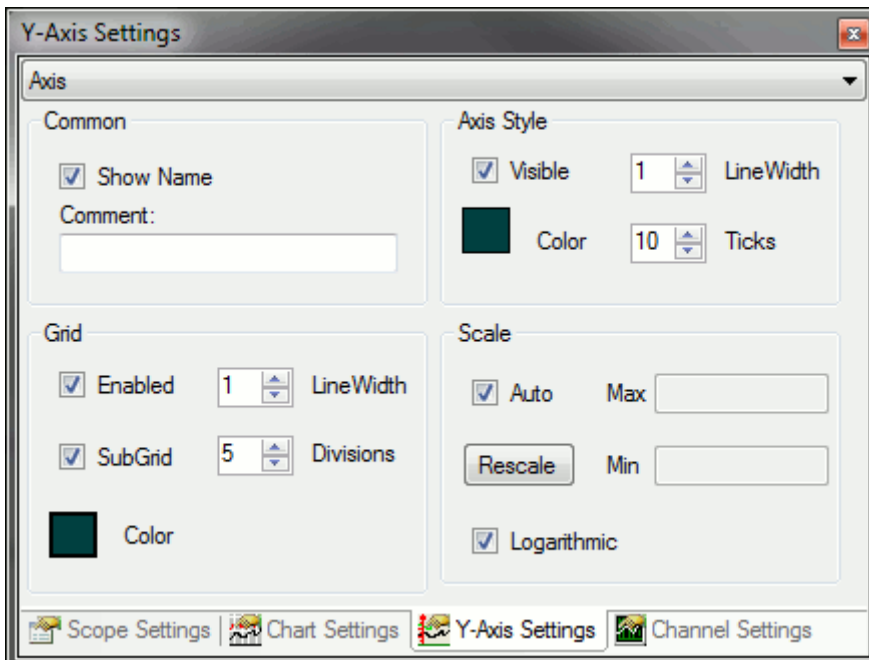 Y-Axis Settings
Axis
Common
Show Name
Comment:
Axis Style
Visible 1 LineWidth
Color 10 Ticks
Grid
Enabled 1 LineWidth
SubGrid 5 Divisions
Color
Scale
Auto Max
Rescale Min
Logarithmic
Scope Settings Chart Settings Y-Axis Settings Channel Settings